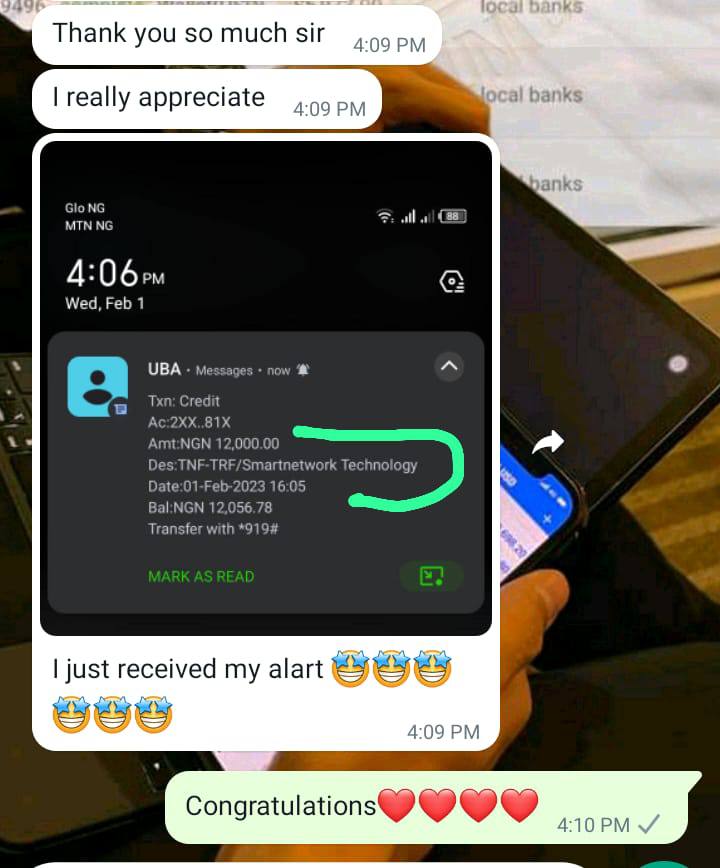 local banks
Thank you so much sir 4:09 PM
I really appreciate 4:09 PM
local banks
banks
Glo NG
MTN NG
88
4:06 PM
Wed, Feb 1
UBA • Messages • now
Txn: Credit
Ac:2XX..81X
Amt:NGN 12,000.00
Des:TNF-TRF/Smartnetwork Technology
Date:01-Feb-2023 16:05
Bal:NGN 12,056.78
Transfer with *919#
MARK AS READ
I just received my alart 🤩🤩🤩
🤩🤩🤩
4:09 PM
Congratulations❤️❤️❤️❤️ 4:10 PM